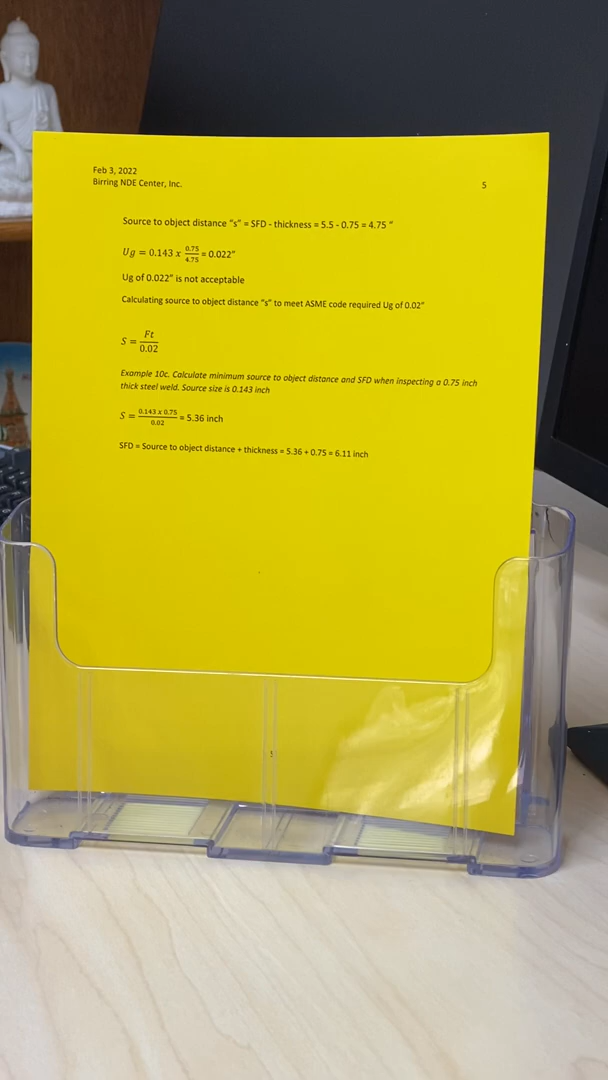 Feb 3, 2022
Birring NDE Center, Inc.
5
Source to object distance "s" = SFD - thickness = 5.5 - 0.75 = 4.75 "
Ug = 0.143 x 0.75/4.75 = 0.022"
Ug of 0.022" is not acceptable
Calculating source to object distance "s" to meet ASME code required Ug of 0.02"
S = Ft/0.02
Example 10c. Calculate minimum source to object distance and SFD when inspecting a 0.75 inch
thick steel weld. Source size is 0.143 inch
S = 0.143 x 0.75/0.02 = 5.36 inch
SFD = Source to object distance + thickness = 5.36 + 0.75 = 6.11 inch
5